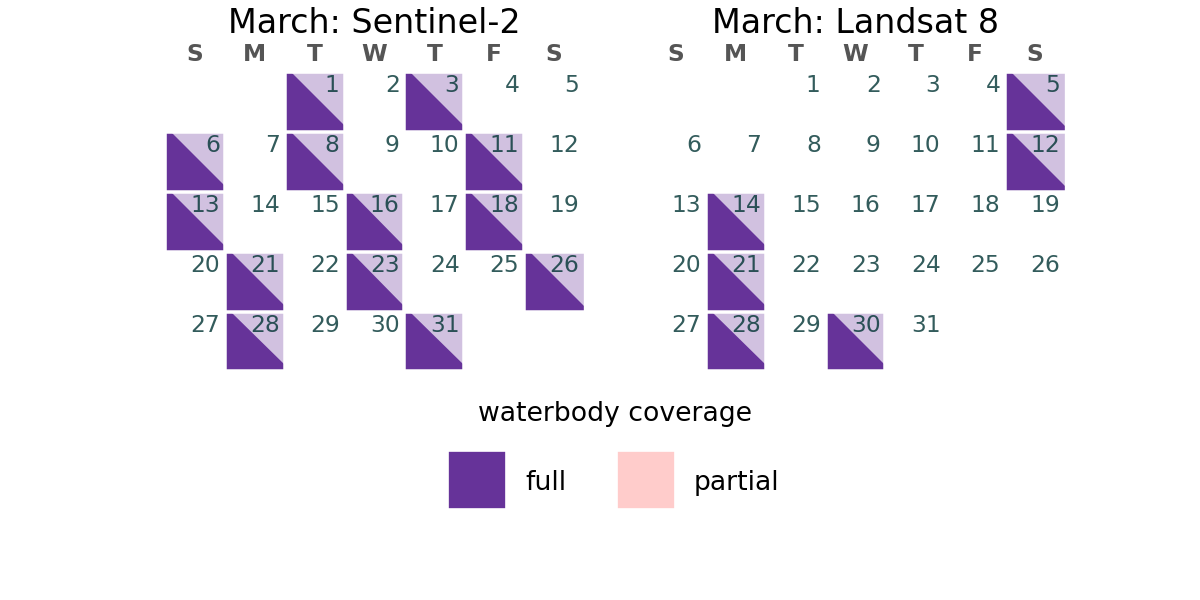 March: Sentinel-2
S M T W T F S
1 2 3 4 5
6 7 8 9 10 11 12
13 14 15 16 17 18 19
20 21 22 23 24 25 26
27 28 29 30 31
March: Landsat 8
S M T W T F S
1 2 3 4 5
6 7 8 9 10 11 12
13 14 15 16 17 18 19
20 21 22 23 24 25 26
27 28 29 30 31
waterbody coverage
full partial